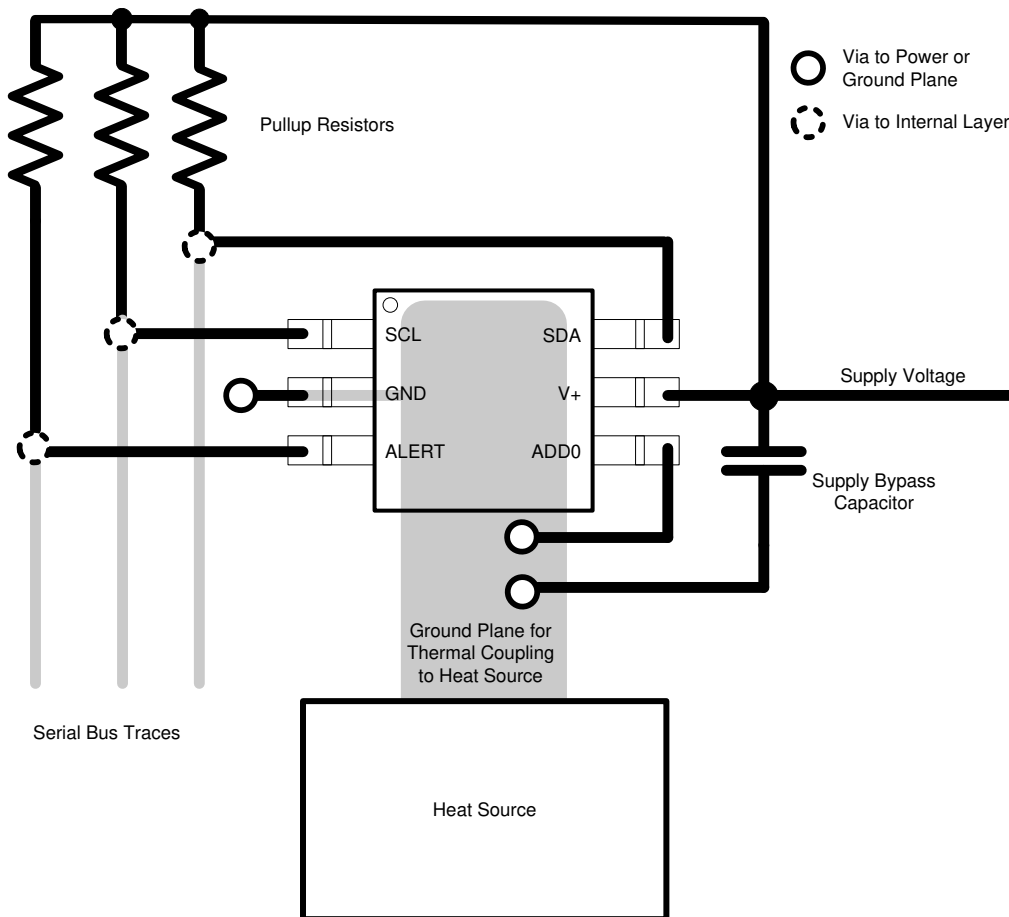 Via to Power or
Ground Plane
Pullup Resistors
Via to Internal Layer
SCL
SDA
GND
V+
Supply Voltage
ALERT
ADD0
Supply Bypass
Capacitor
Ground Plane for
Thermal Coupling
to Heat Source
Serial Bus Traces
Heat Source